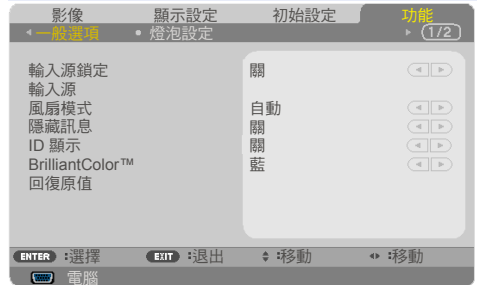 影像 顯示設定 初始設定 功能
一般選項 • 燈泡設定 (1/2)
輸入源鎖定 關
輸入源
風扇模式 自動
隱藏訊息 關
ID 顯示 關
BrilliantColor™ 藍
回復原值
ENTER :選擇 EXIT :退出 :移動 :移動
電腦